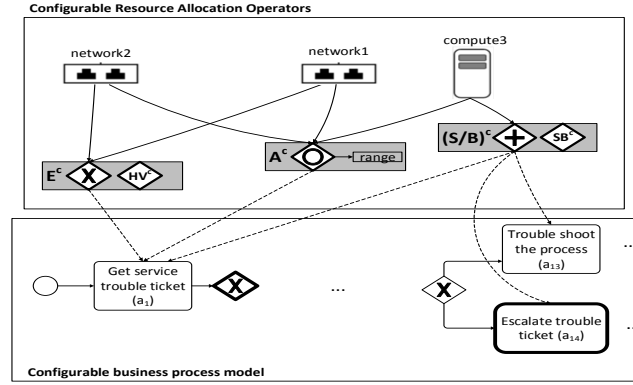 Configurable Resource Allocation Operators
network2
network1
compute3
E^c X HV^c
A^c range
(S/B)^c + SB^c
Get service
trouble ticket
(a1)
X
...
X
Trouble shoot
the process
(a13)
...
Escalate trouble
ticket (a14)
...
Configurable business process model